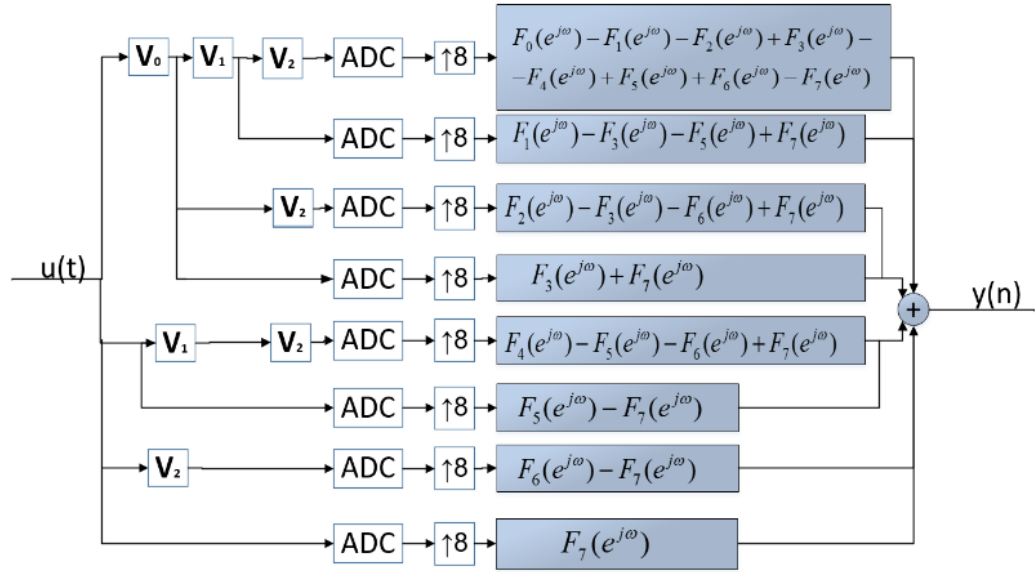 V₀ V₁ V₂ ADC ↑8 F₀(e^{jω})−F₁(e^{jω})−F₂(e^{jω})+F₃(e^{jω})−
−F₄(e^{jω})+F₅(e^{jω})+F₆(e^{jω})−F₇(e^{jω})
ADC ↑8 F₁(e^{jω})−F₃(e^{jω})−F₅(e^{jω})+F₇(e^{jω})
V₂ ADC ↑8 F₂(e^{jω})−F₃(e^{jω})−F₆(e^{jω})+F₇(e^{jω})
u(t) ADC ↑8 F₃(e^{jω})+F₇(e^{jω})
+ y(n)
V₁ V₂ ADC ↑8 F₄(e^{jω})−F₅(e^{jω})−F₆(e^{jω})+F₇(e^{jω})
ADC ↑8 F₅(e^{jω})−F₇(e^{jω})
V₂ ADC ↑8 F₆(e^{jω})−F₇(e^{jω})
ADC ↑8 F₇(e^{jω})